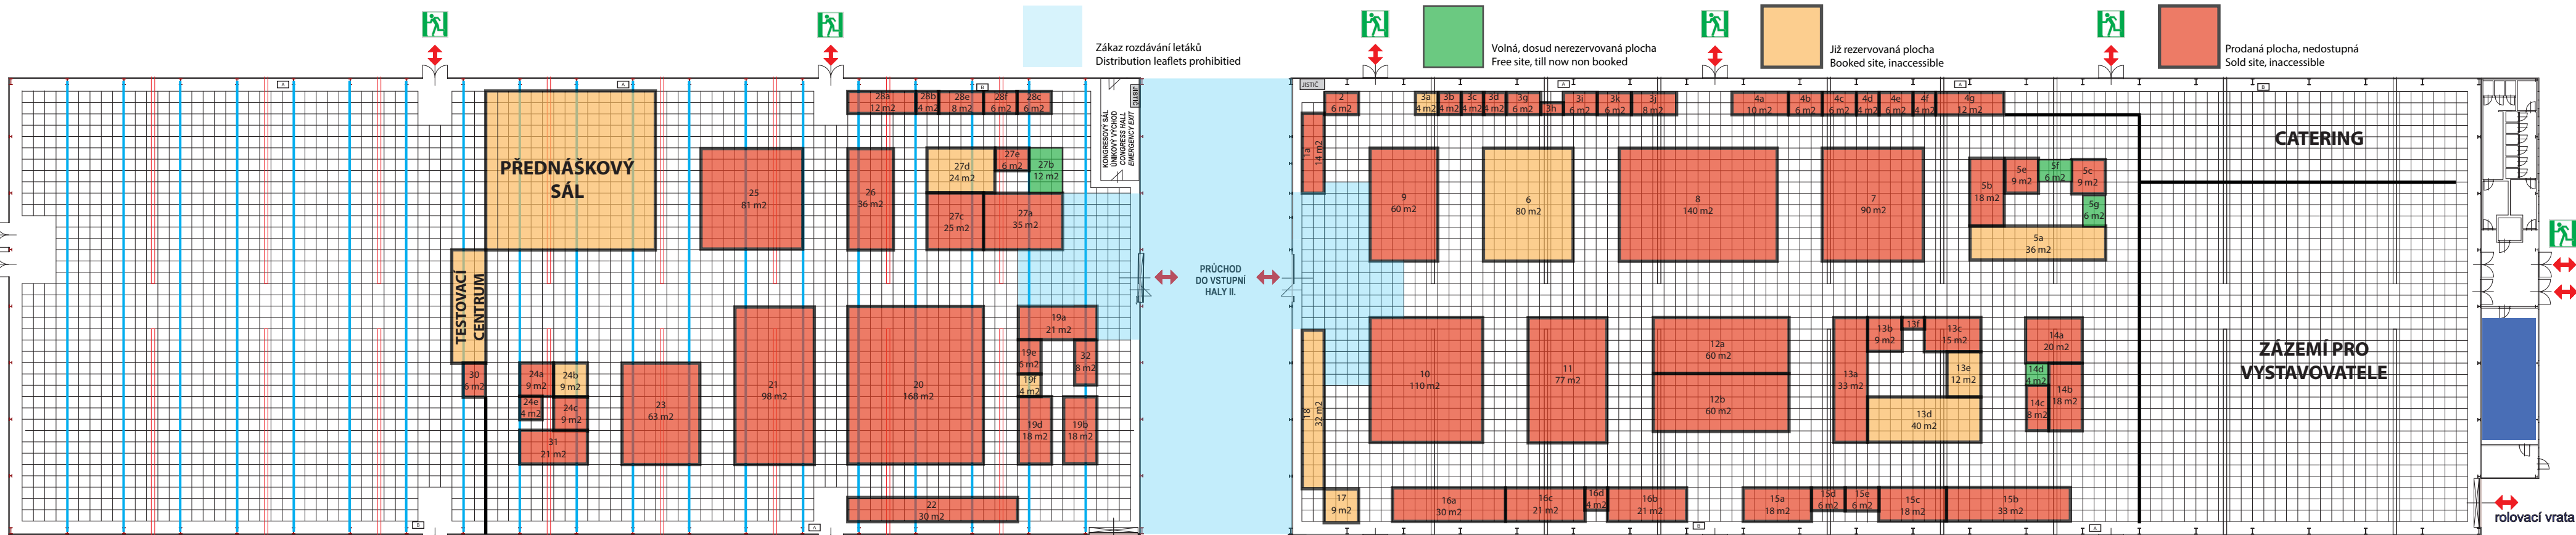 Zákaz rozdávání letáků
Distribution leaflets prohibitied
Volná, dosud nerezervovaná plocha
Free site, till now non booked
Již rezervovaná plocha
Booked site, inaccessible
Prodaná plocha, nedostupná
Sold site, inaccessible
PŘEDNÁŠKOVÝ
SÁL
TESTOVACÍ
CENTRUM
25
81 m2
26
36 m2
28a
12 m2
28b
4 m2
28e
8 m2
28f
6 m2
28c
6 m2
27d
24 m2
27e
6 m2
27b
12 m2
27c
25 m2
27a
35 m2
KONGRESOVÝ SÁL
ÚNIKOVÝ VÝCHOD
CONGRESS HALL
EMERGENCY EXIT
JISTIČ
30
6 m2
24a
9 m2
24b
9 m2
24e
4 m2
24c
9 m2
31
21 m2
23
63 m2
21
98 m2
20
168 m2
22
30 m2
19a
21 m2
19e
6 m2
19f
4 m2
32
8 m2
19d
18 m2
19b
18 m2
PRŮCHOD
DO VSTUPNÍ
HALY II.
JISTIČ
1a
14 m2
2
6 m2
3a
4 m2
3b
4 m2
3c
4 m2
3d
4 m2
3g
6 m2
3h
3i
6 m2
3k
6 m2
3j
8 m2
4a
10 m2
4b
6 m2
4c
6 m2
4d
4 m2
4e
6 m2
4f
4 m2
4g
12 m2
9
60 m2
6
80 m2
8
140 m2
7
90 m2
5b
18 m2
5e
9 m2
5f
6 m2
5c
9 m2
5g
6 m2
5a
36 m2
CATERING
18
32 m2
17
9 m2
10
110 m2
11
77 m2
12a
60 m2
12b
60 m2
13a
33 m2
13b
9 m2
13f
13c
15 m2
13e
12 m2
13d
40 m2
14a
20 m2
14d
4 m2
14b
18 m2
14c
8 m2
16a
30 m2
16c
21 m2
16d
4 m2
16b
21 m2
15a
18 m2
15d
6 m2
15e
6 m2
15c
18 m2
15b
33 m2
ZÁZEMÍ PRO
VYSTAVOVATELE
rolovací vrata